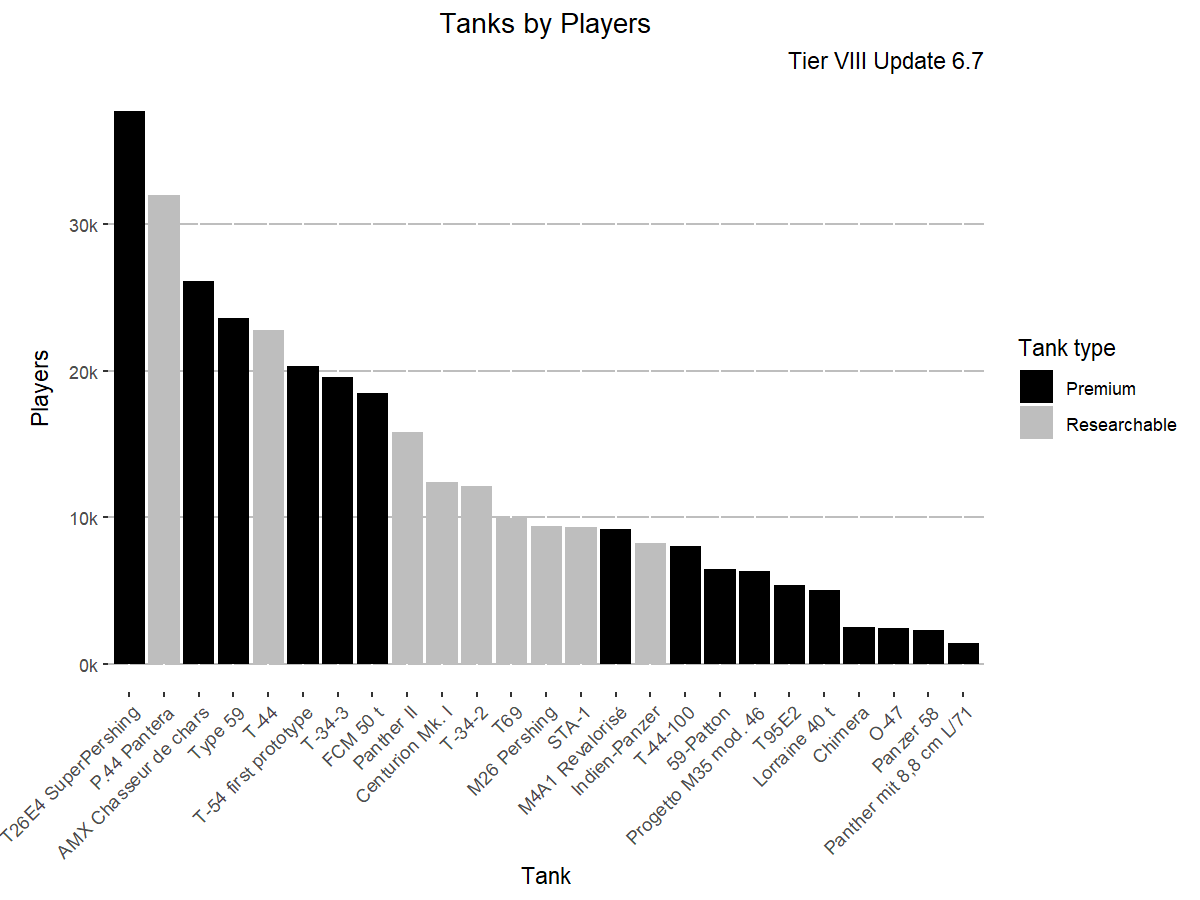 Tanks by Players
Tier VIII Update 6.7
Players
30k
20k
10k
0k
T26E4 SuperPershing
P.44 Pantera
AMX Chasseur de chars
Type 59
T-44
T-54 first prototype
T-34-3
FCM 50 t
Panther II
Centurion Mk. I
T-34-2
T69
M26 Pershing
STA-1
M4A1 Revalorisé
Indien-Panzer
T-44-100
59-Patton
Progetto M35 mod. 46
T95E2
Lorraine 40 t
Chimera
O-47
Panzer 58
Panther mit 8,8 cm L/71
Tank
Tank type
Premium
Researchable